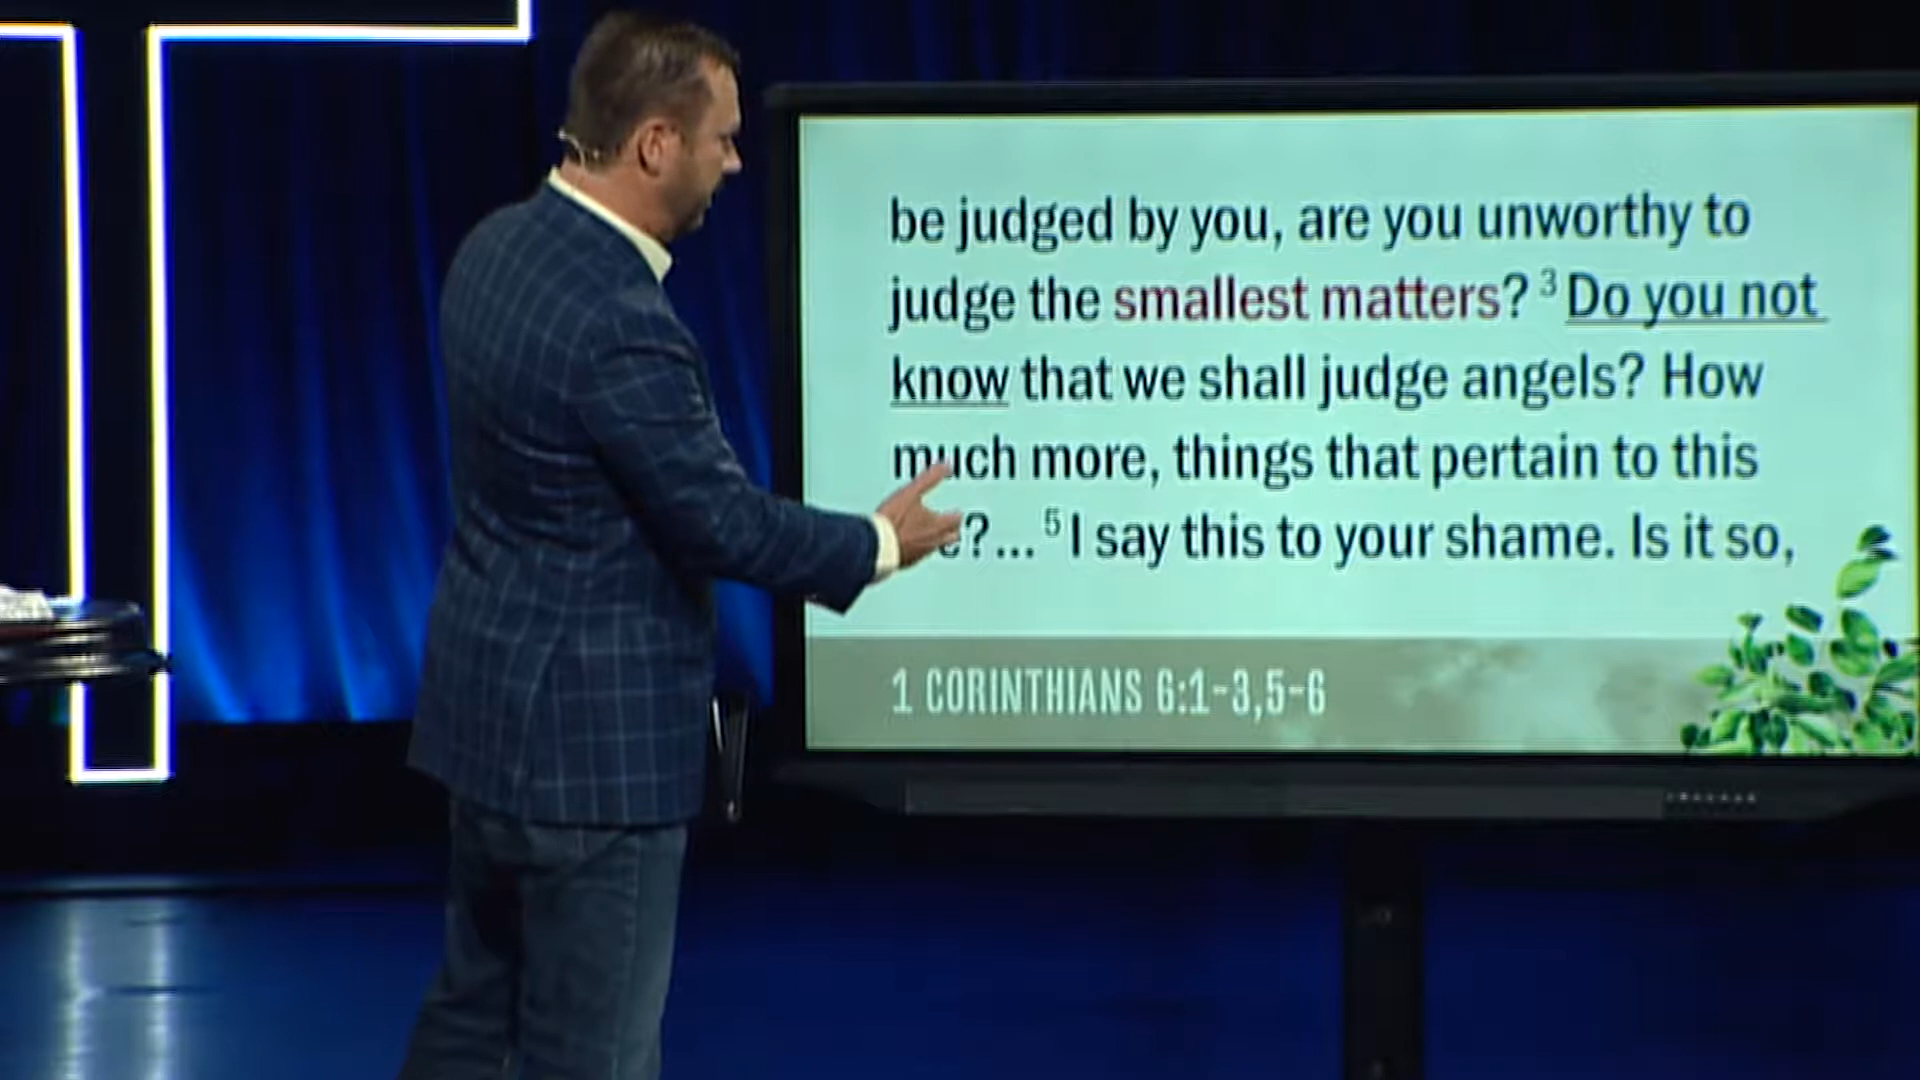 be judged by you, are you unworthy to
judge the smallest matters? 3 Do you not
know that we shall judge angels? How
much more, things that pertain to this
e?... 5 I say this to your shame. Is it so,
1 CORINTHIANS 6:1-3,5-6